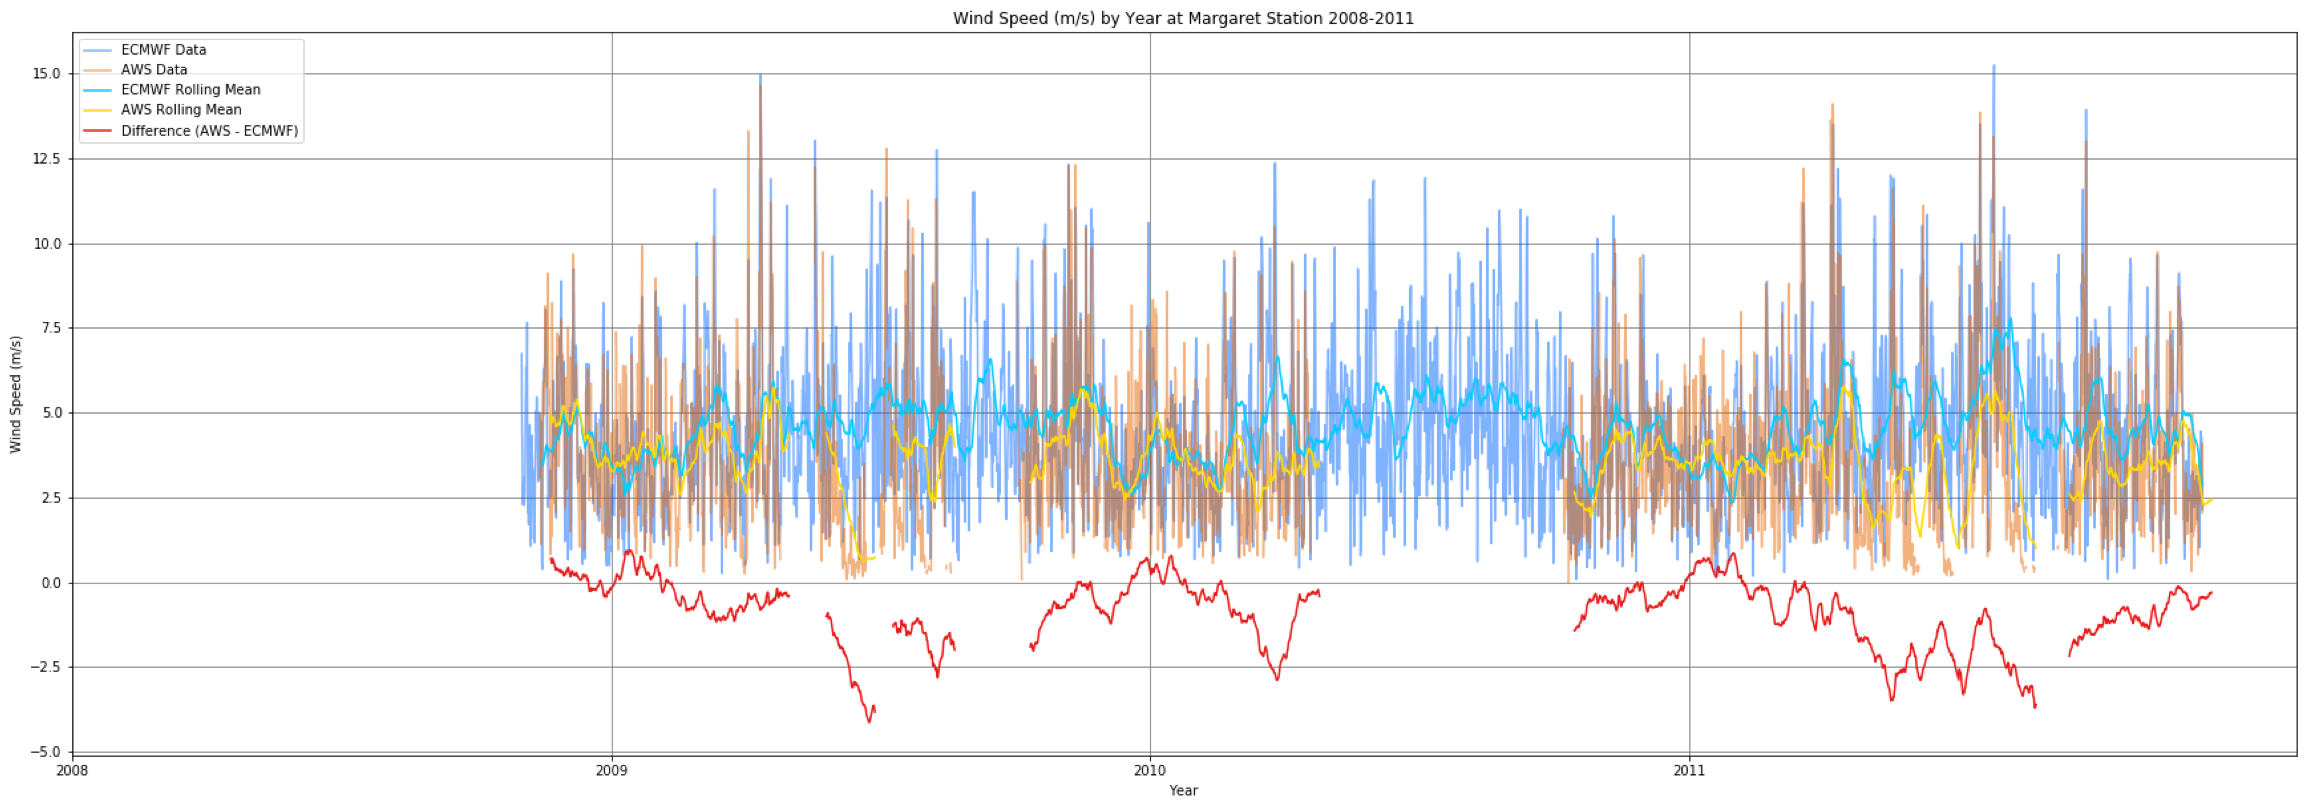 Wind Speed (m/s) by Year at Margaret Station 2008-2011
ECMWF Data
AWS Data
ECMWF Rolling Mean
AWS Rolling Mean
Difference (AWS - ECMWF)
Wind Speed (m/s)
15.0
12.5
10.0
7.5
5.0
2.5
0.0
−2.5
−5.0
2008
2009
2010
2011
Year